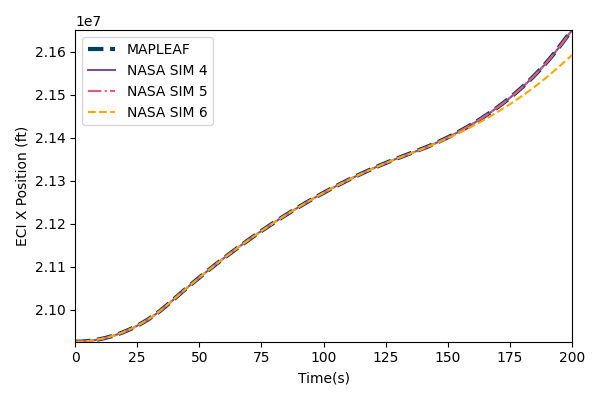 1e7
MAPLEAF
NASA SIM 4
NASA SIM 5
NASA SIM 6
ECI X Position (ft)
2.16
2.15
2.14
2.13
2.12
2.11
2.10
0 25 50 75 100 125 150 175 200
Time(s)